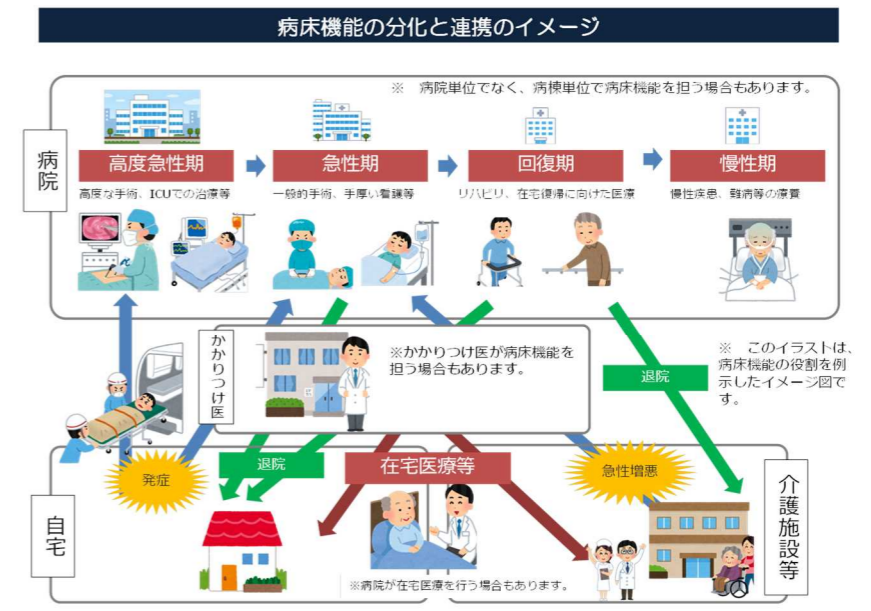 病床機能の分化と連携のイメージ
※ 病院単位でなく、病棟単位で病床機能を担う場合もあります。
病院
高度急性期
急性期
回復期
慢性期
高度な手術、ICUでの治療等
一般的手術、手厚い看護等
リハビリ、在宅復帰に向けた医療
慢性疾患、難病等の療養
かかりつけ医
※かかりつけ医が病床機能を
担う場合もあります。
※ このイラストは、
病床機能の役割を例
示したイメージ図で
す。
退院
発症
退院
在宅医療等
急性増悪
自宅
介護施設等
※病院が在宅医療を行う場合もあります。